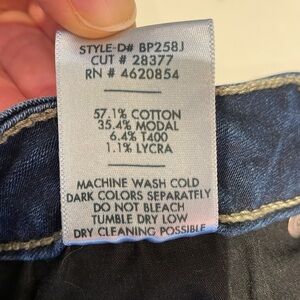 STYLE-D# BP258J
CUT # 28377
RN # 4620854
57.1% COTTON
35.4% MODAL
6.4% T400
1.1% LYCRA
MACHINE WASH COLD
DARK COLORS SEPARATELY
DO NOT BLEACH
TUMBLE DRY LOW
DRY CLEANING POSSIBLE